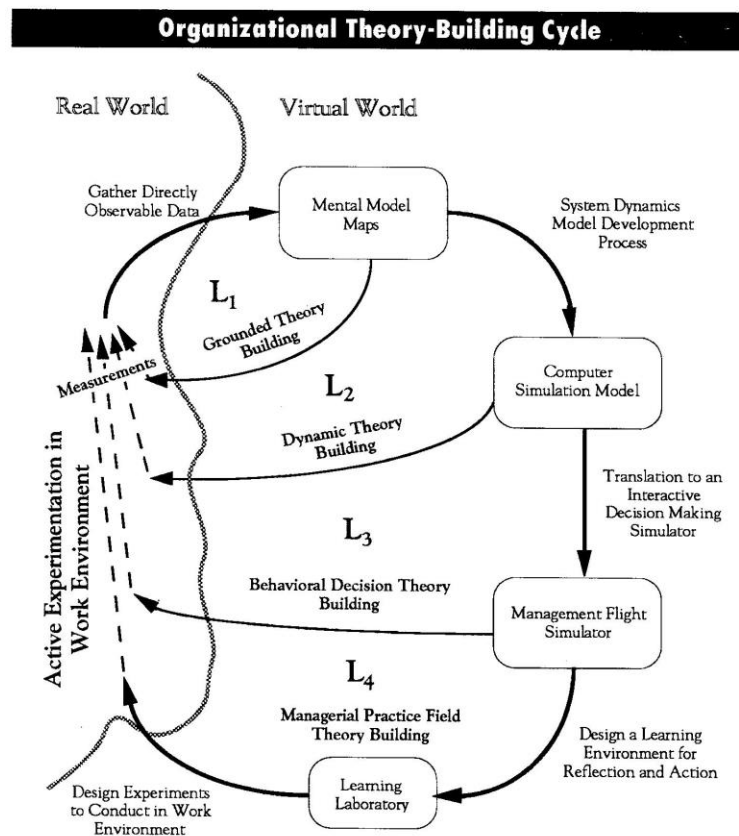 Organizational Theory-Building Cycle
Real World
Virtual World
Gather Directly
Observable Data
Mental Model
Maps
System Dynamics
Model Development
Process
L1
Grounded Theory
Building
Measurements
L2
Computer
Simulation Model
Dynamic Theory
Building
Active Experimentation in
Work Environment
Translation to an
Interactive
Decision Making
Simulator
L3
Behavioral Decision Theory
Building
Management Flight
Simulator
L4
Managerial Practice Field
Theory Building
Design a Learning
Environment for
Reflection and Action
Learning
Laboratory
Design Experiments
to Conduct in Work
Environment